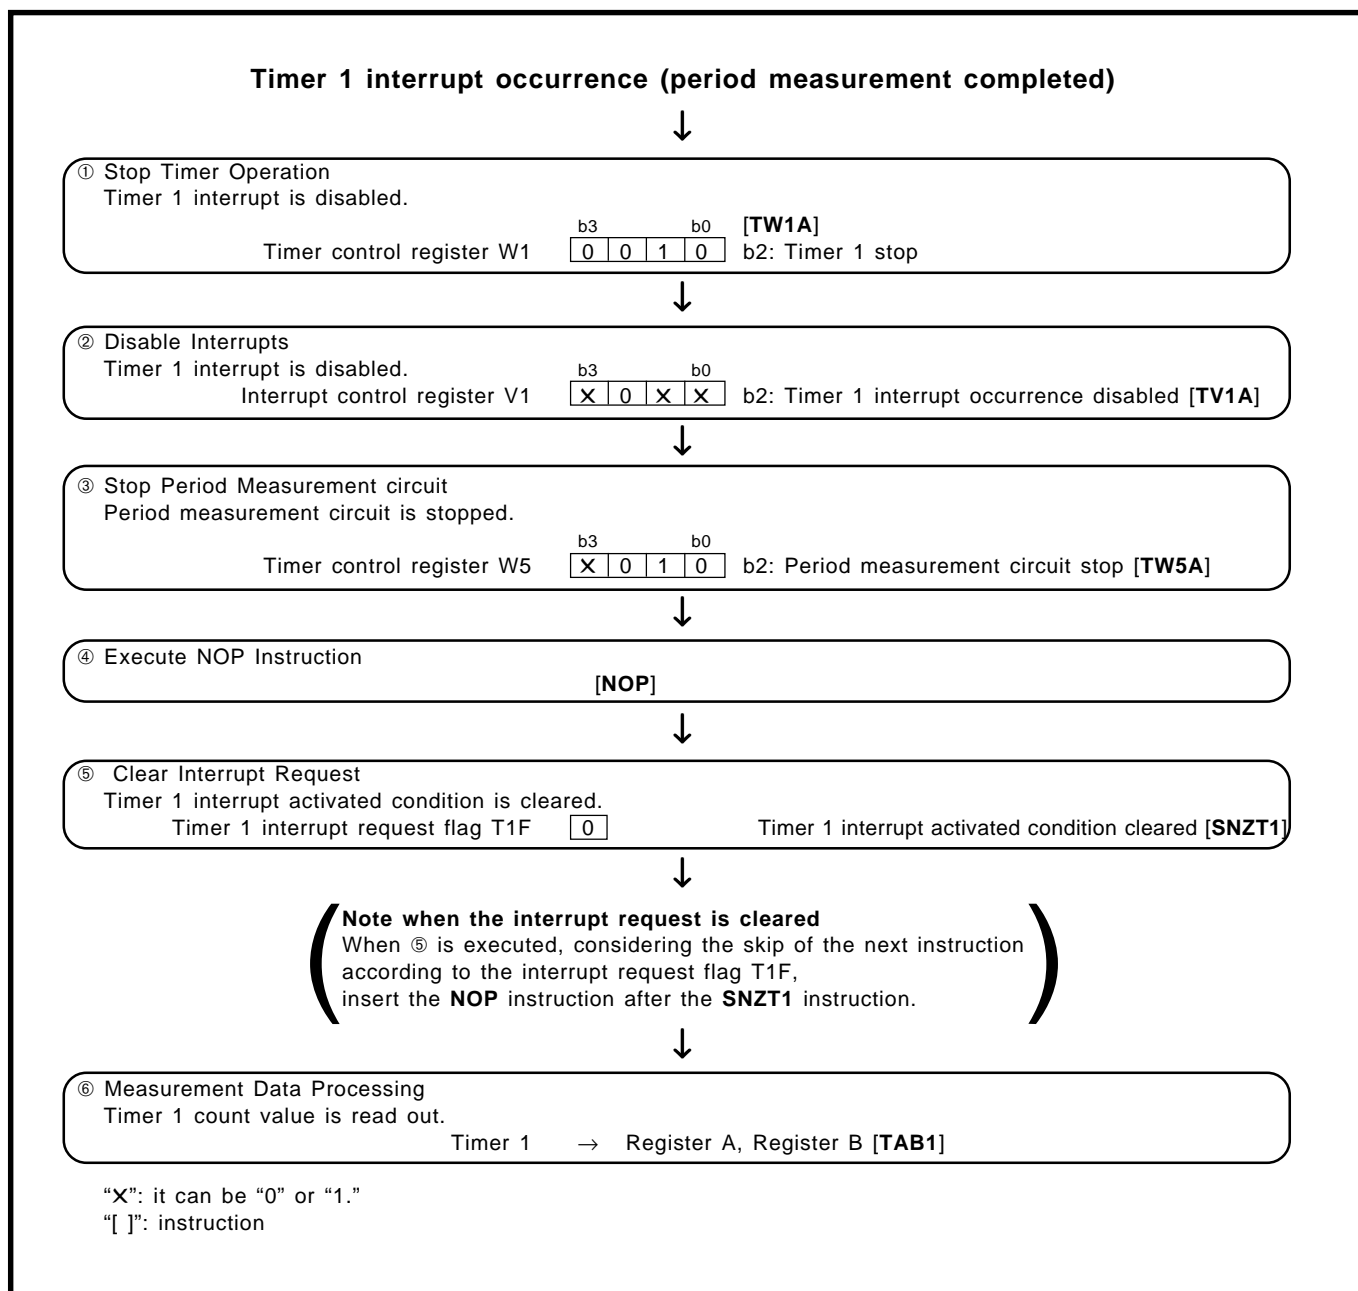 Timer 1 interrupt occurrence (period measurement completed)
↓
① Stop Timer Operation
Timer 1 interrupt is disabled.
b3 b0 [TW1A]
Timer control register W1 0 0 1 0 b2: Timer 1 stop
↓
② Disable Interrupts
Timer 1 interrupt is disabled.
b3 b0
Interrupt control register V1 ✕ 0 ✕ ✕ b2: Timer 1 interrupt occurrence disabled [TV1A]
↓
③ Stop Period Measurement circuit
Period measurement circuit is stopped.
b3 b0
Timer control register W5 ✕ 0 1 0 b2: Period measurement circuit stop [TW5A]
↓
④ Execute NOP Instruction
[NOP]
↓
⑤ Clear Interrupt Request
Timer 1 interrupt activated condition is cleared.
Timer 1 interrupt request flag T1F 0 Timer 1 interrupt activated condition cleared [SNZT1]
↓
Note when the interrupt request is cleared
When ⑤ is executed, considering the skip of the next instruction
according to the interrupt request flag T1F,
insert the NOP instruction after the SNZT1 instruction.
↓
⑥ Measurement Data Processing
Timer 1 count value is read out.
Timer 1 → Register A, Register B [TAB1]
“✕”: it can be “0” or “1.”
“[ ]”: instruction